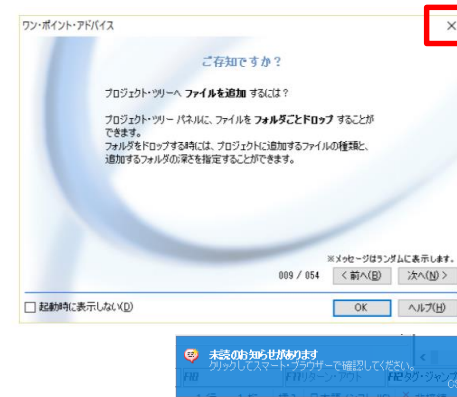 ワン・ポイント・アドバイス
ご存知ですか？
プロジェクト・ツリーへ ファイルを追加 するには？
プロジェクト・ツリー パネルに、ファイルを フォルダごとドロップ することが
できます。
フォルダをドロップする時には、プロジェクトに追加するファイルの種類と、
追加するフォルダの深さを指定することができます。
※メッセージはランダムに表示します。
009 / 054 < 前へ(B) 次へ(N) >
起動時に表示しない(D) OK ヘルプ(H)
未読のお知らせがあります
クリックしてスマート・ブラウザーで確認してください。